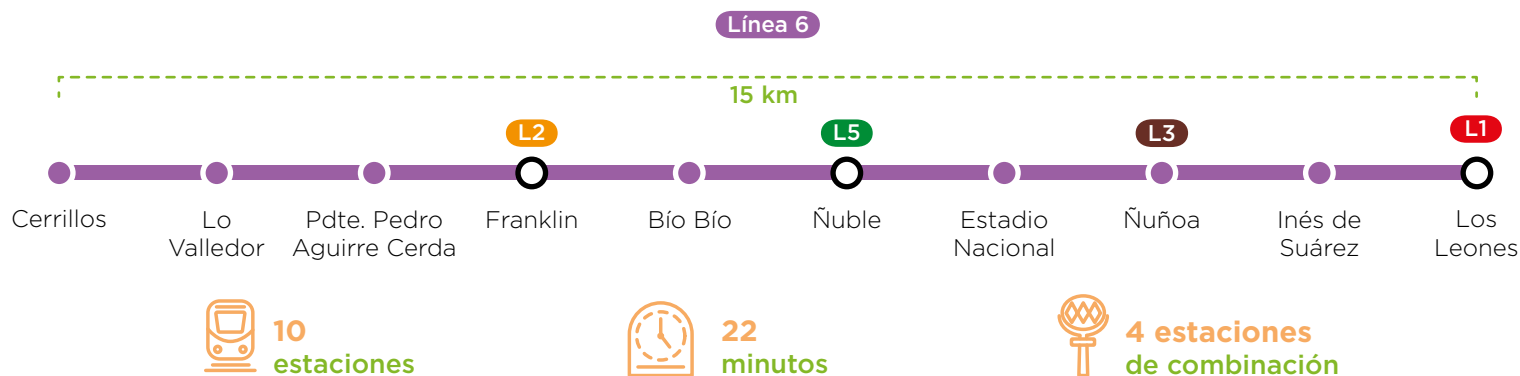 Línea 6
15 km
L2
L5
L3
L1
Cerrillos
Lo
Valledor
Pdte. Pedro
Aguirre Cerda
Franklin
Bío Bío
Ñuble
Estadio
Nacional
Ñuñoa
Inés de
Suárez
Los
Leones
10
estaciones
22
minutos
4 estaciones
de combinación